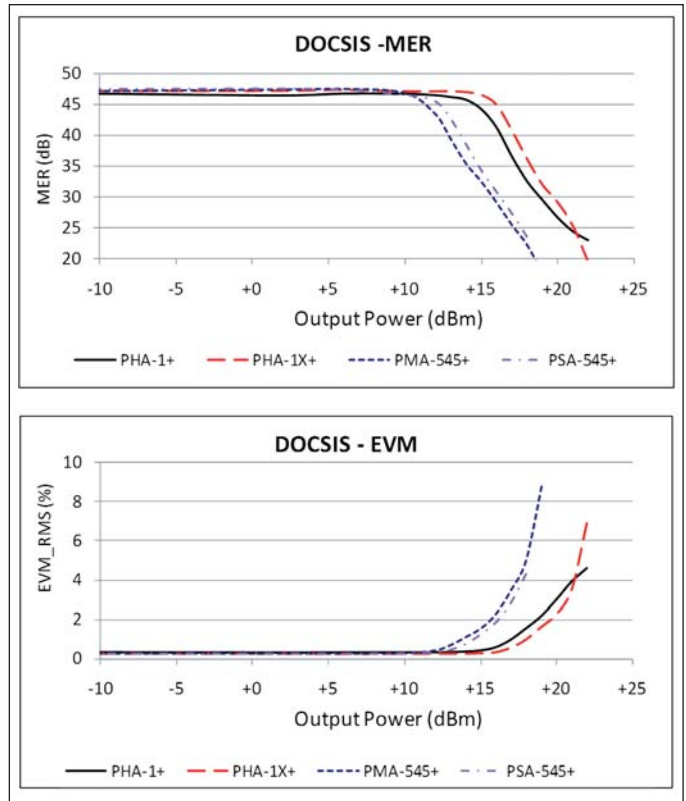 DOCSIS -MER
50
45
40
35
30
25
20
MER (dB)
-10 -5 +0 +5 +10 +15 +20 +25
Output Power (dBm)
PHA-1+ PHA-1X+ PMA-545+ PSA-545+
DOCSIS - EVM
10
8
6
4
2
0
EVM_RMS (%)
-10 -5 +0 +5 +10 +15 +20 +25
Output Power (dBm)
PHA-1+ PHA-1X+ PMA-545+ PSA-545+